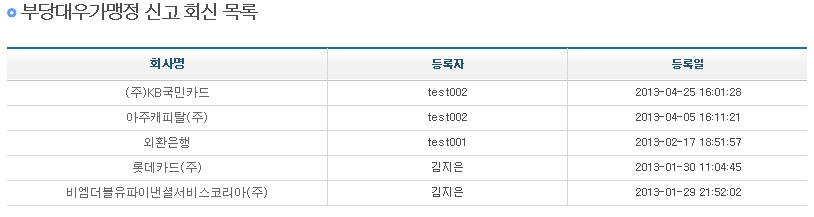 부당대우가맹정 신고 회신 목록
회사명 등록자 등록일
(주)KB국민카드 test002 2013-04-25 16:01:28
아주캐피탈(주) test002 2013-04-05 16:11:21
외환은행 test001 2013-02-17 18:51:57
롯데카드(주) 김지은 2013-01-30 11:04:45
비엠더블유파이낸셜서비스코리아(주) 김지은 2013-01-29 21:52:02